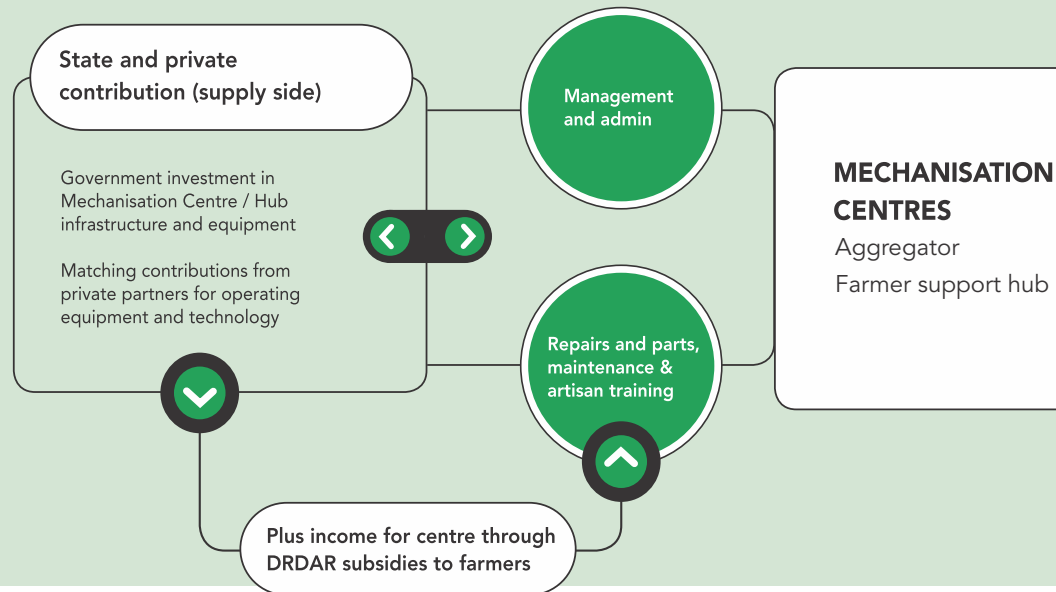 State and private
contribution (supply side)
Government investment in
Mechanisation Centre / Hub
infrastructure and equipment
Matching contributions from
private partners for operating
equipment and technology
Management
and admin
Repairs and parts,
maintenance &
artisan training
Plus income for centre through
DRDAR subsidies to farmers
MECHANISATION
CENTRES
Aggregator
Farmer support hub